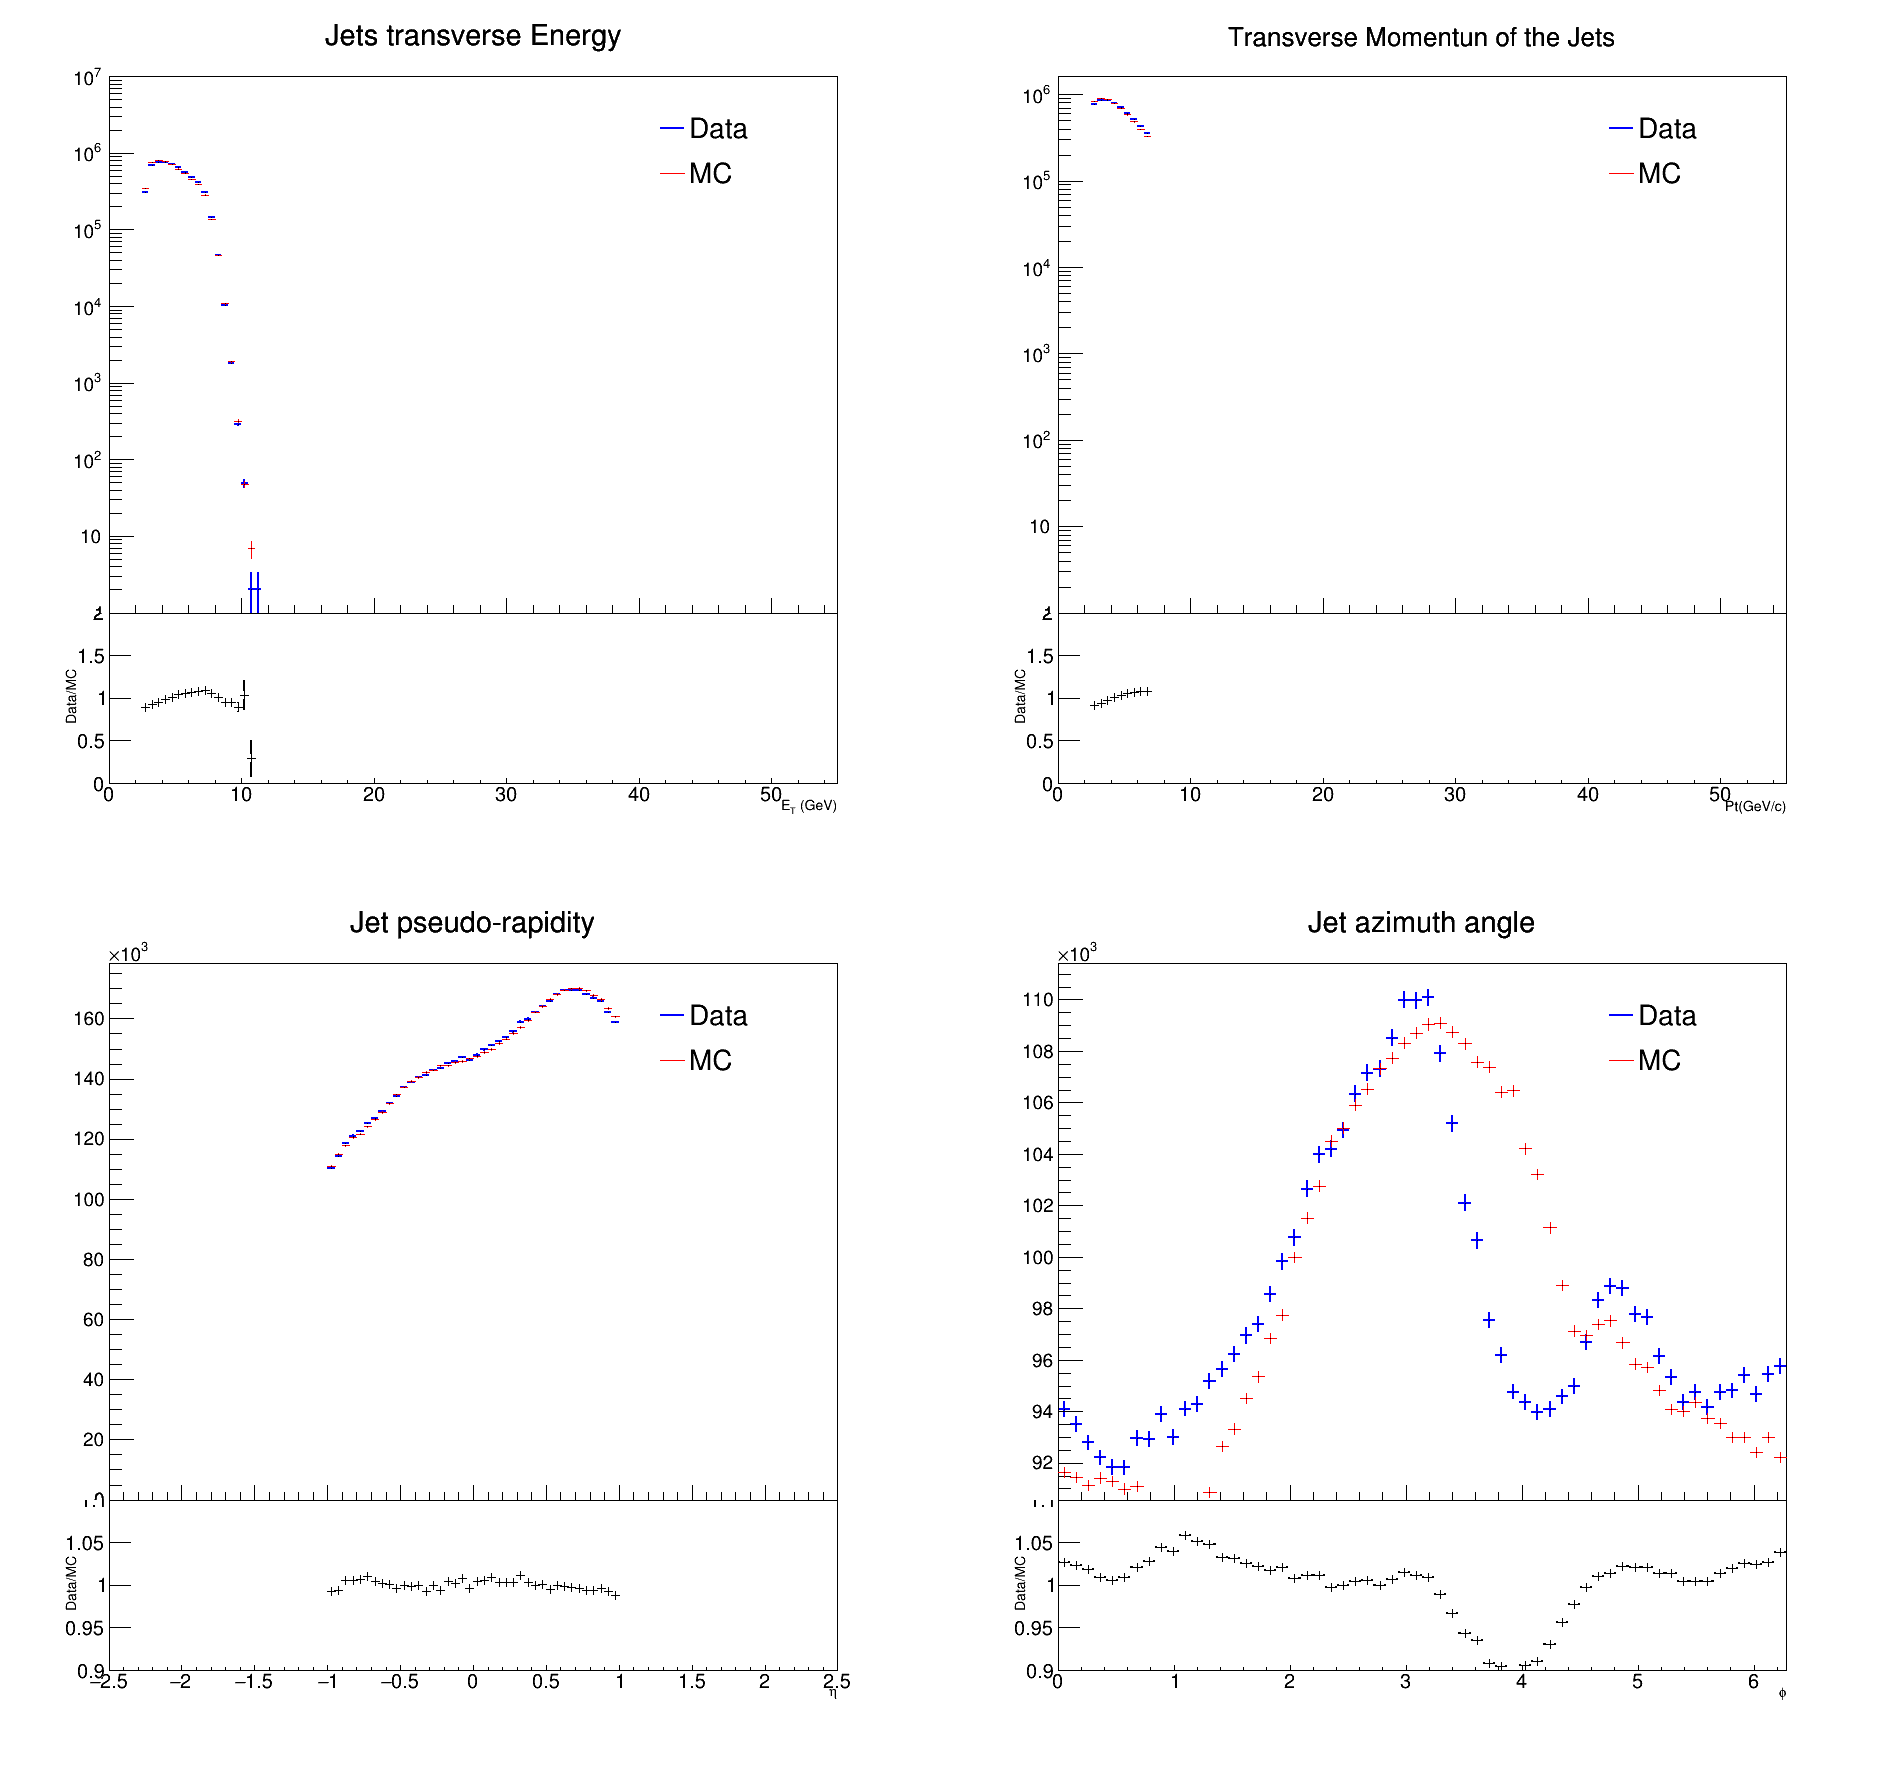 Jets transverse Energy
10^7
10^6
10^5
10^4
10^3
10^2
10
1
Data
MC
2
1.5
1
0.5
0
Data/MC
0 10 20 30 40 50
E_T (GeV)
Transverse Momentun of the Jets
10^6
10^5
10^4
10^3
10^2
10
Data
MC
2
1.5
1
0.5
0
Data/MC
0 10 20 30 40 50
Pt(GeV/c)
Jet pseudo-rapidity
×10^3
160
140
120
100
80
60
40
20
0
Data
MC
1.05
1
0.95
0.9
Data/MC
−2.5 −2 −1.5 −1 −0.5 0 0.5 1 1.5 2 2.5
η
Jet azimuth angle
×10^3
110
108
106
104
102
100
98
96
94
92
Data
MC
1.05
1
0.95
0.9
Data/MC
0 1 2 3 4 5 6
ϕ